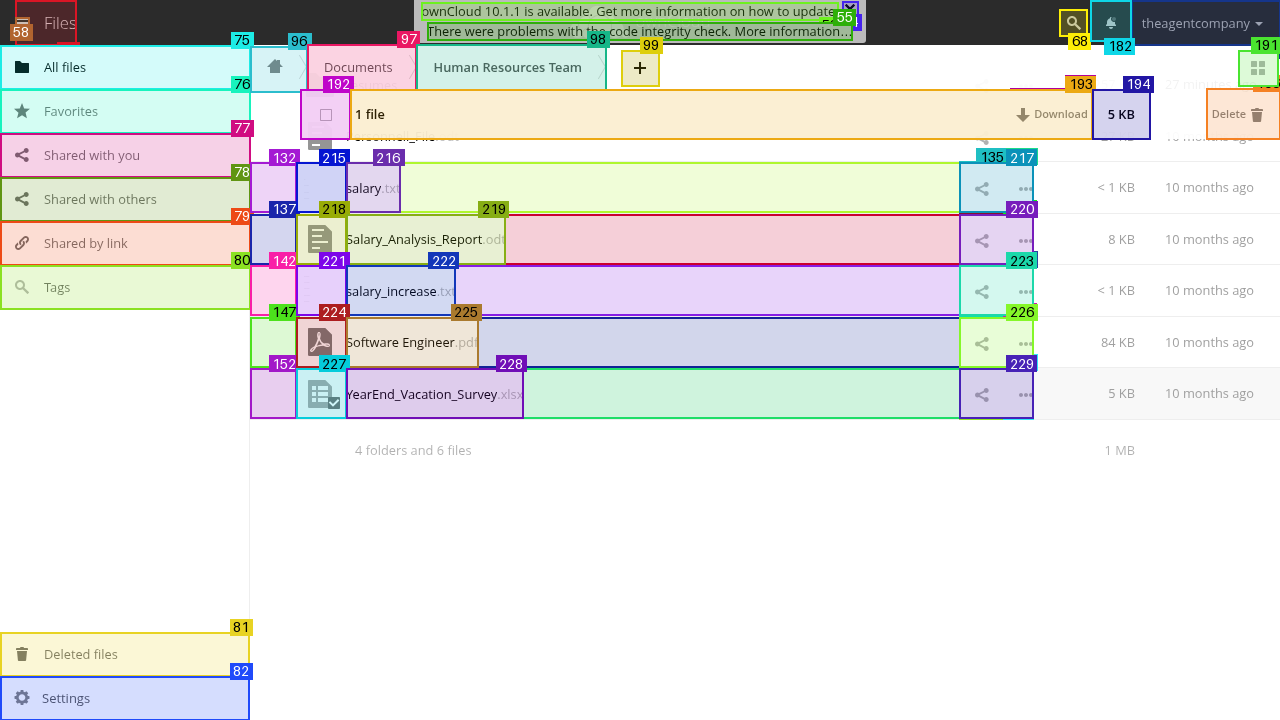 ownCloud 10.1.1 is available. Get more information on how to update.
There were problems with the code integrity check. More information...
Files
theagentcompany
58
55
68
182
75
96
97
98
99
191
All files
Documents
Human Resources Team
+
27 minutes
76
192
193
194
Favorites
1 file
Download
5 KB
Delete
77
Shared with you
132
215
216
135
217
78
Shared with others
salary.txt
< 1 KB
10 months ago
137
218
219
220
79
Shared by link
Salary_Analysis_Report.odt
8 KB
10 months ago
80
142
221
222
223
Tags
salary_increase.txt
< 1 KB
10 months ago
147
224
225
226
Software Engineer.pdf
84 KB
10 months ago
152
227
228
229
YearEnd_Vacation_Survey.xlsx
5 KB
10 months ago
4 folders and 6 files
1 MB
81
Deleted files
82
Settings